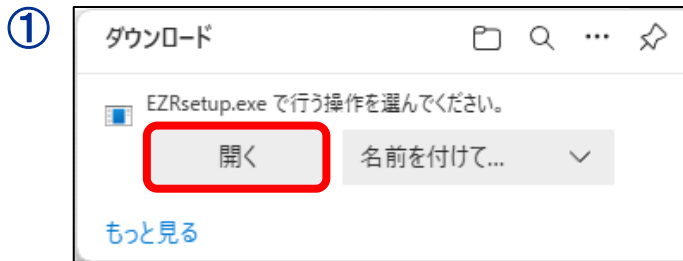 ①
ダウンロード
EZRsetup.exe で行う操作を選んでください。
開く
名前を付けて...
もっと見る